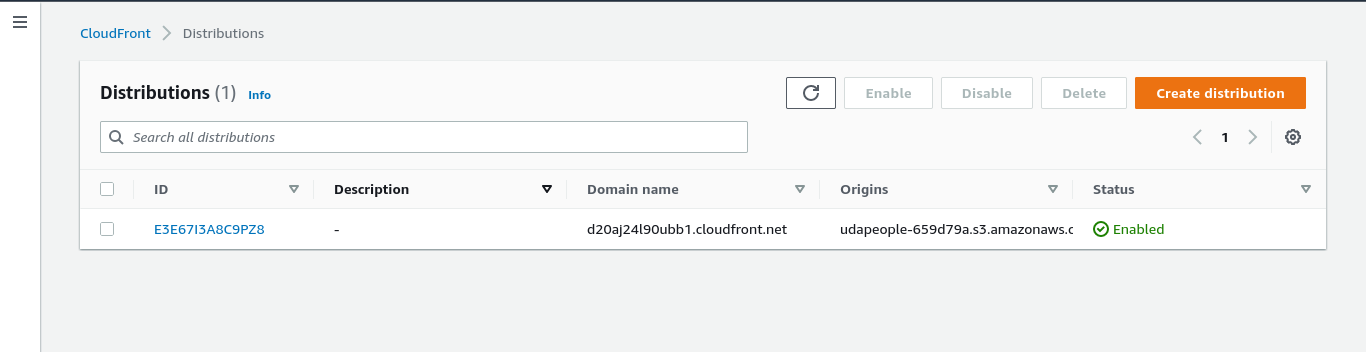 CloudFront Distributions
Distributions (1) Info
Enable Disable Delete Create distribution
Search all distributions
1
ID Description Domain name Origins Status
E3E67I3A8C9PZ8 - d20aj24l90ubb1.cloudfront.net udapeople-659d79a.s3.amazonaws.c Enabled